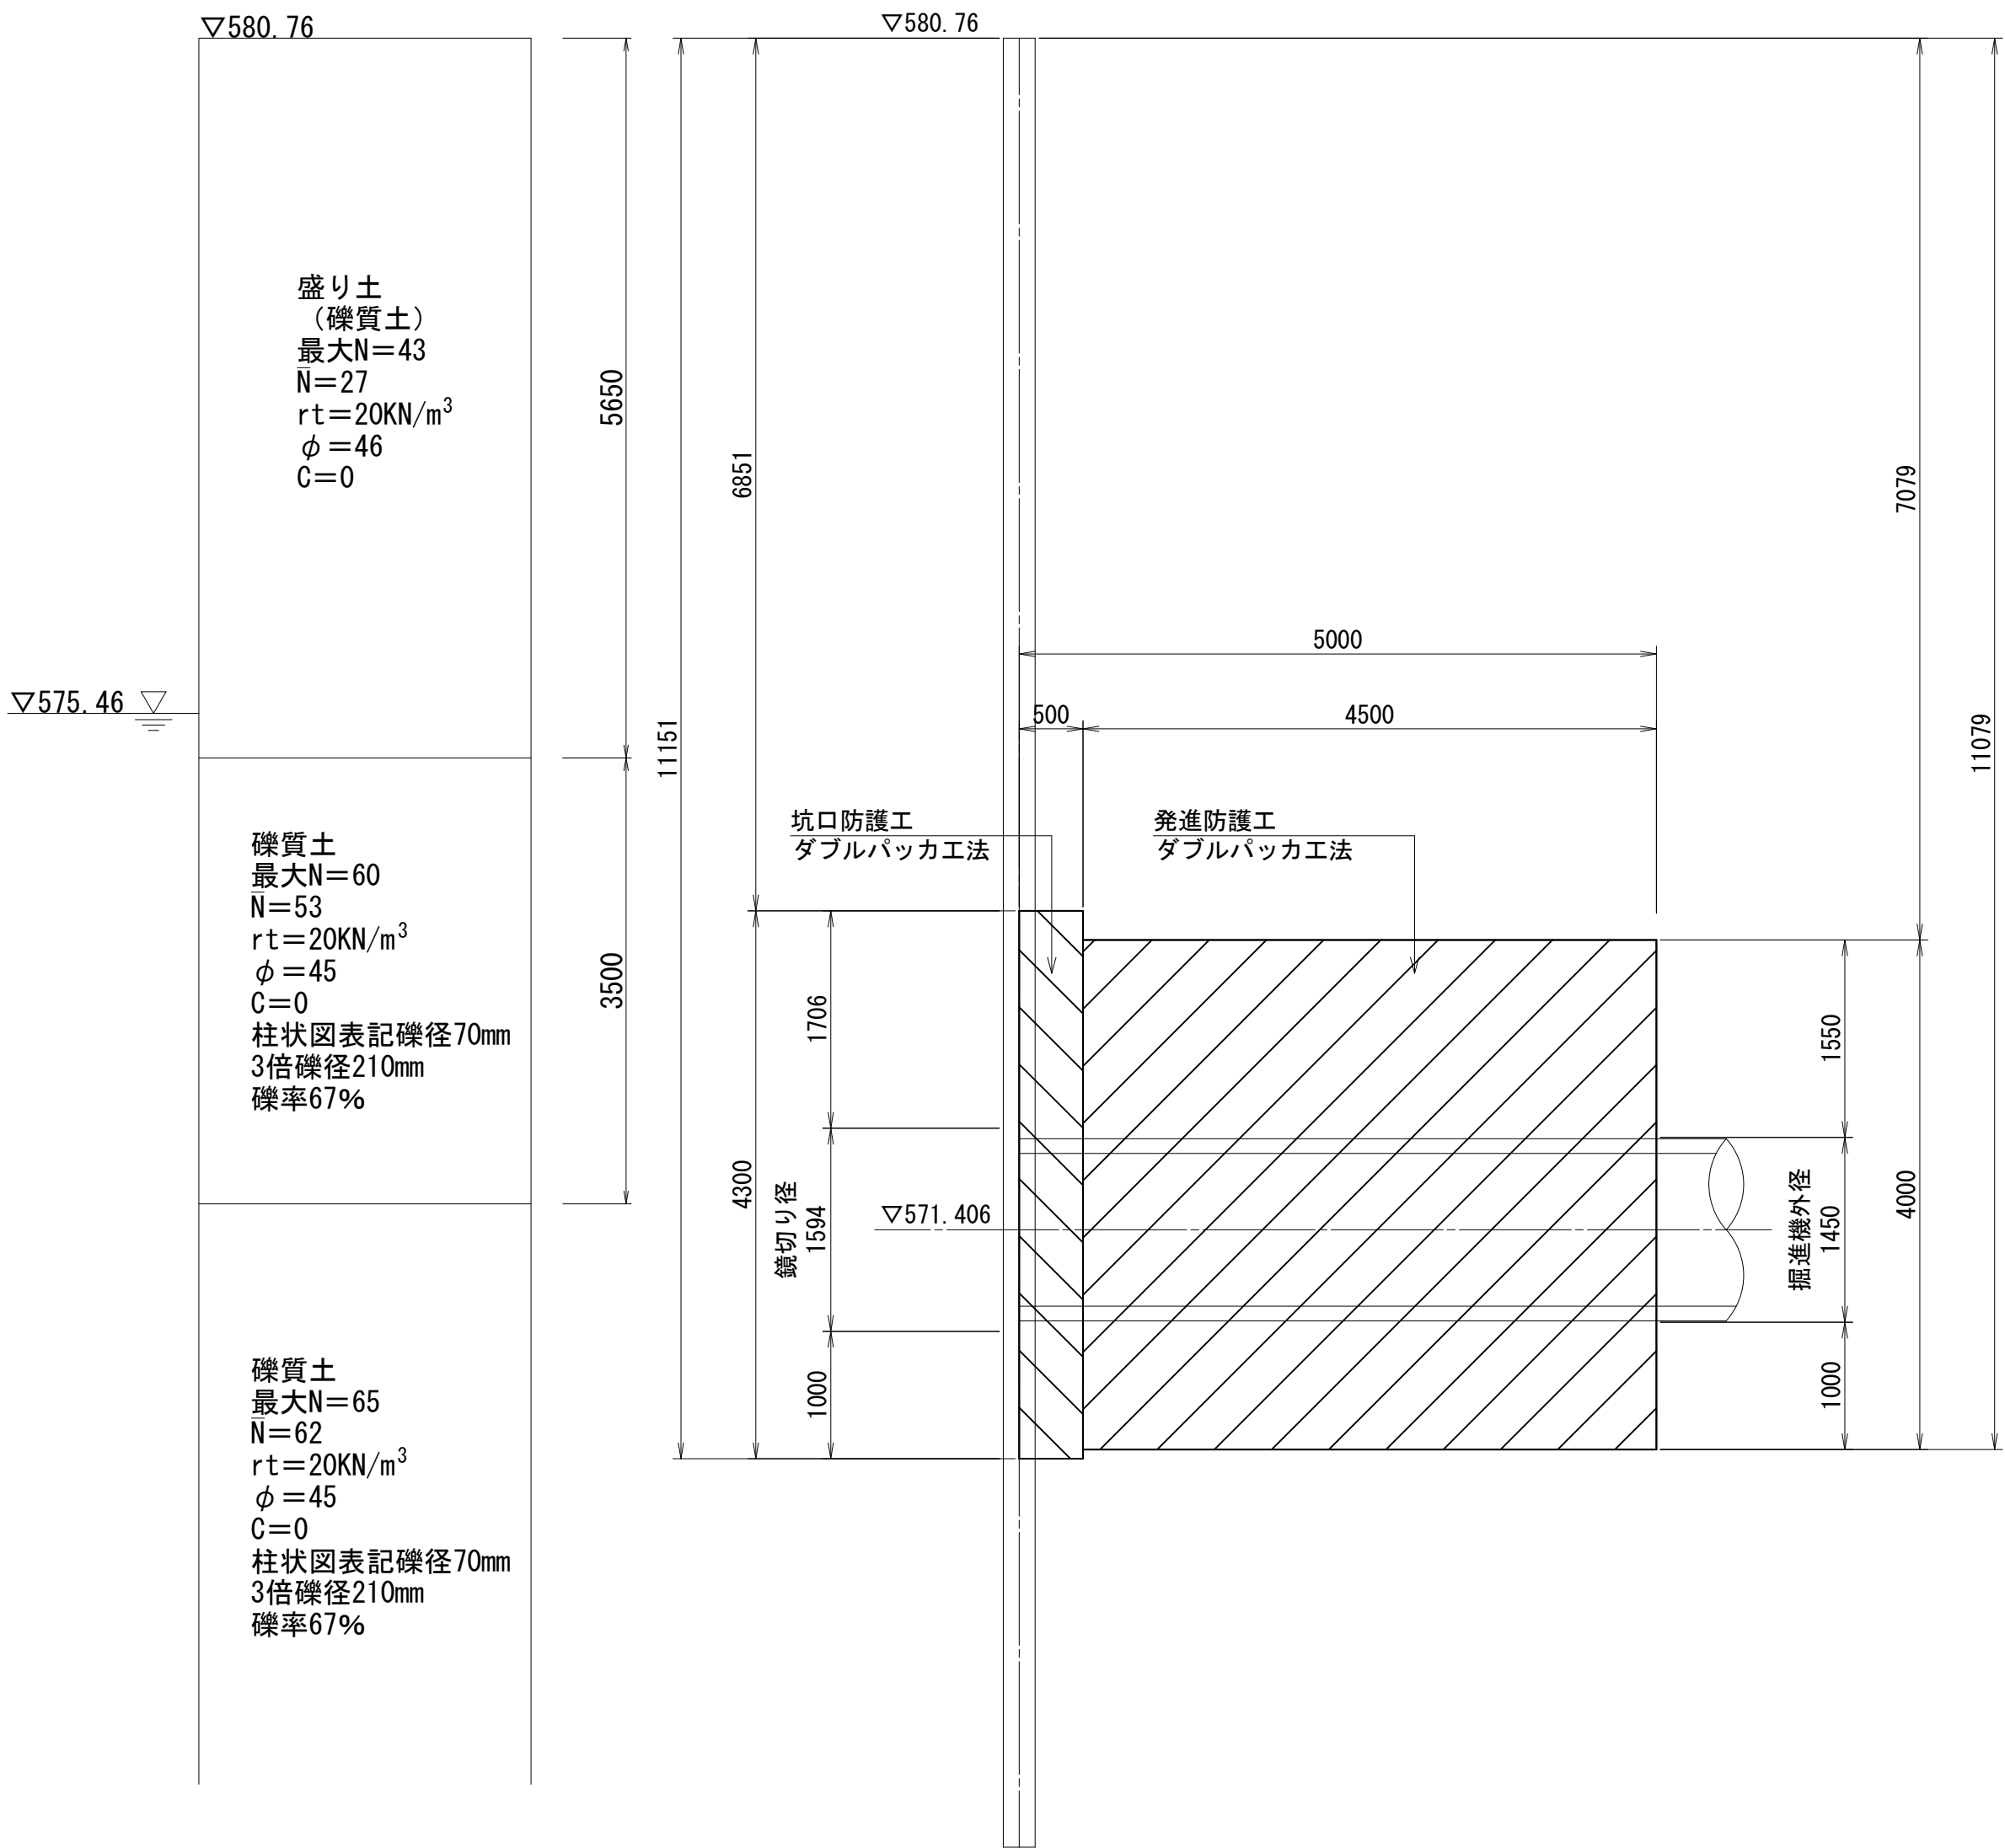 ▽580.76
盛り土
（礫質土）
最大N＝43
N̅＝27
rt＝20KN/m³
φ＝46
C＝0
5650
▽575.46
礫質土
最大N＝60
N̅＝53
rt＝20KN/m³
φ＝45
C＝0
柱状図表記礫径70mm
3倍礫径210mm
礫率67%
3500
礫質土
最大N＝65
N̅＝62
rt＝20KN/m³
φ＝45
C＝0
柱状図表記礫径70mm
3倍礫径210mm
礫率67%
▽580.76
11151
6851
4300
1706
鏡切り径
1594
1000
5000
500
4500
坑口防護工
ダブルパッカ工法
発進防護工
ダブルパッカ工法
▽571.406
7079
11079
1550
掘進機外径
1450
4000
1000